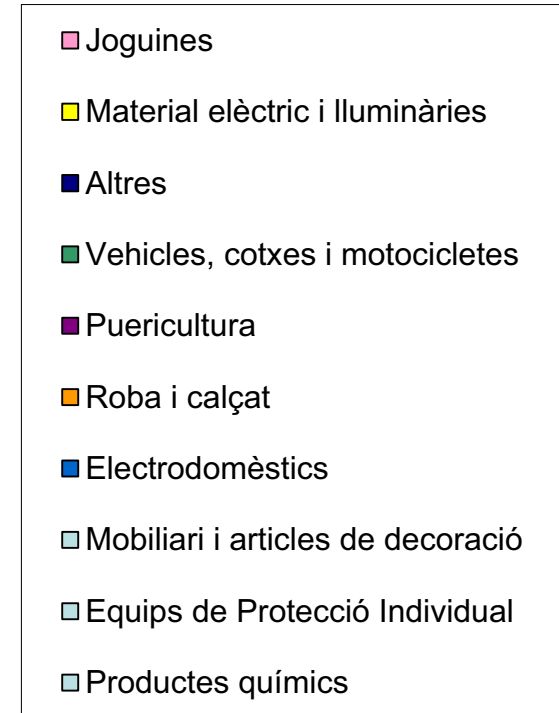 Joguines
Material elèctric i lluminàries
Altres
Vehicles, cotxes i motocicletes
Puericultura
Roba i calçat
Electrodomèstics
Mobiliari i articles de decoració
Equips de Protecció Individual
Productes químics